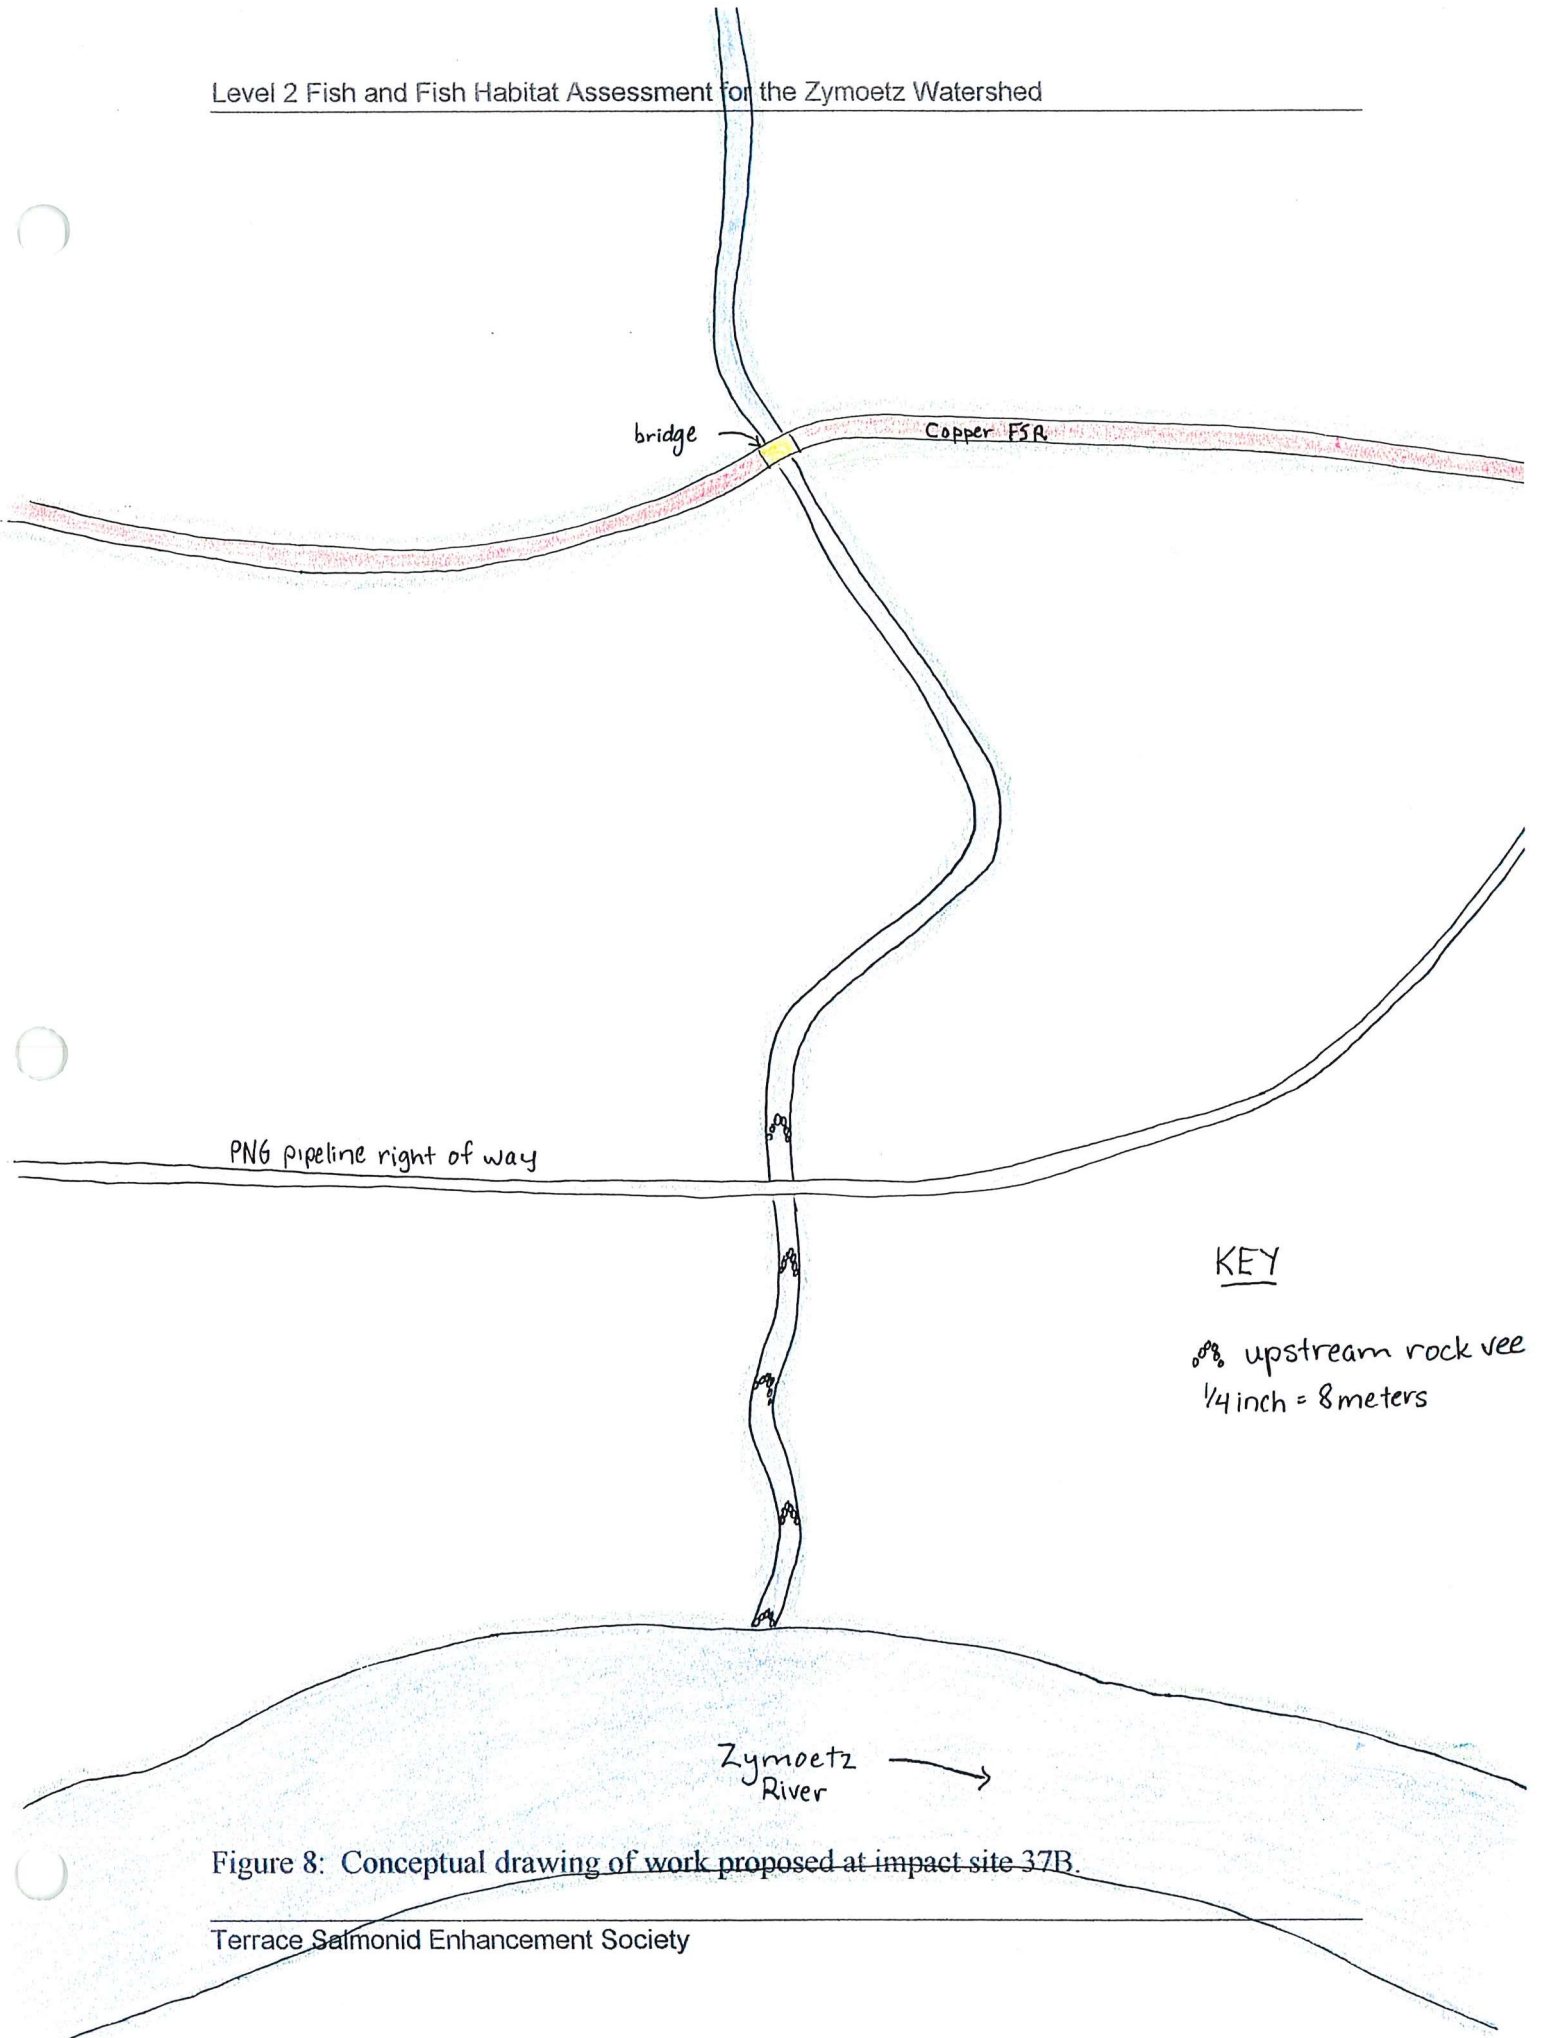 Level 2 Fish and Fish Habitat Assessment for the Zymoetz Watershed
bridge
Copper FSR
PNG pipeline right of way
KEY
upstream rock vee
1/4 inch = 8 meters
Zymoetz
River
Figure 8: Conceptual drawing of work proposed at impact site 37B.
Terrace Salmonid Enhancement Society